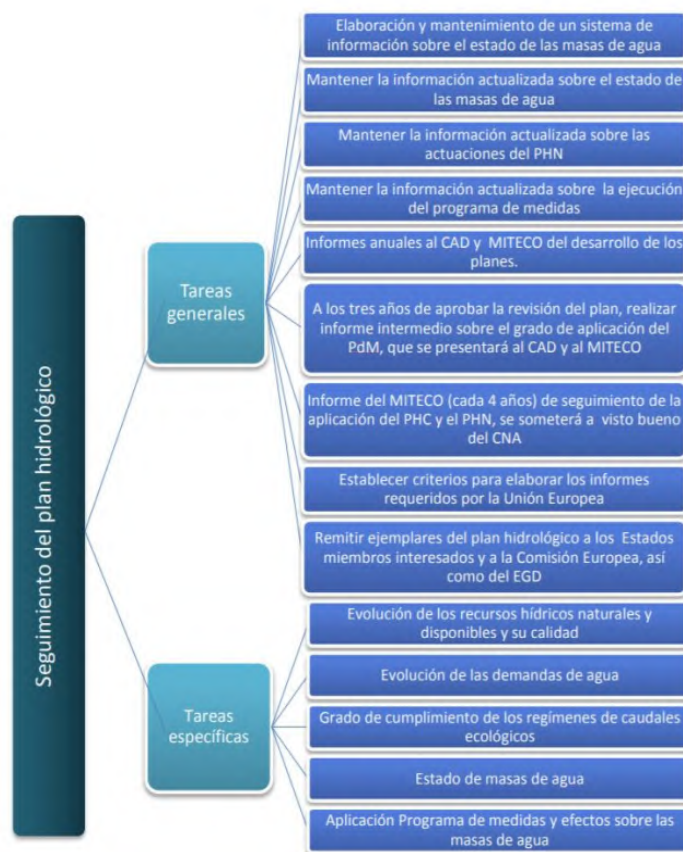 Seguimiento del plan hidrológico
Tareas
generales
Elaboración y mantenimiento de un sistema de
información sobre el estado de las masas de agua
Mantener la información actualizada sobre el estado de
las masas de agua
Mantener la información actualizada sobre las
actuaciones del PHN
Mantener la información actualizada sobre la ejecución
del programa de medidas
Informes anuales al CAD y MITECO del desarrollo de los
planes.
A los tres años de aprobar la revisión del plan, realizar
informe intermedio sobre el grado de aplicación del
PdM, que se presentará al CAD y al MITECO
Informe del MITECO (cada 4 años) de seguimiento de la
aplicación del PHC y el PHN, se someterá a visto bueno
del CNA
Establecer criterios para elaborar los informes
requeridos por la Unión Europea
Remitir ejemplares del plan hidrológico a los Estados
miembros interesados y a la Comisión Europea, así
como del EGD
Tareas
específicas
Evolución de los recursos hídricos naturales y
disponibles y su calidad
Evolución de las demandas de agua
Grado de cumplimiento de los regímenes de caudales
ecológicos
Estado de masas de agua
Aplicación Programa de medidas y efectos sobre las
masas de agua